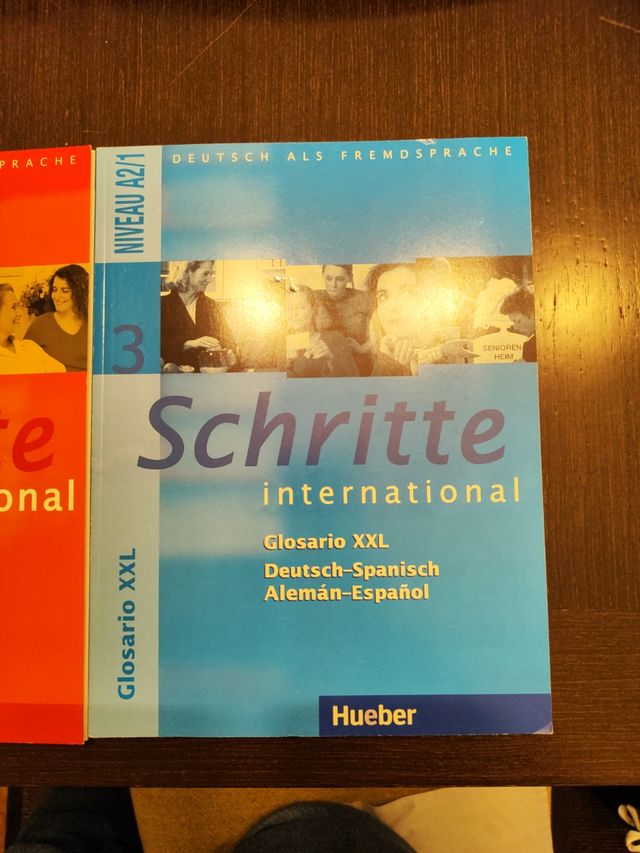 PRACHE
te
onal
NIVEAU A2/1
DEUTSCH ALS FREMDSPRACHE
3
SENIOREN
HEIM
Schritte
international
Glosario XXL
Deutsch–Spanisch
Alemán–Español
Glosario XXL
Hueber